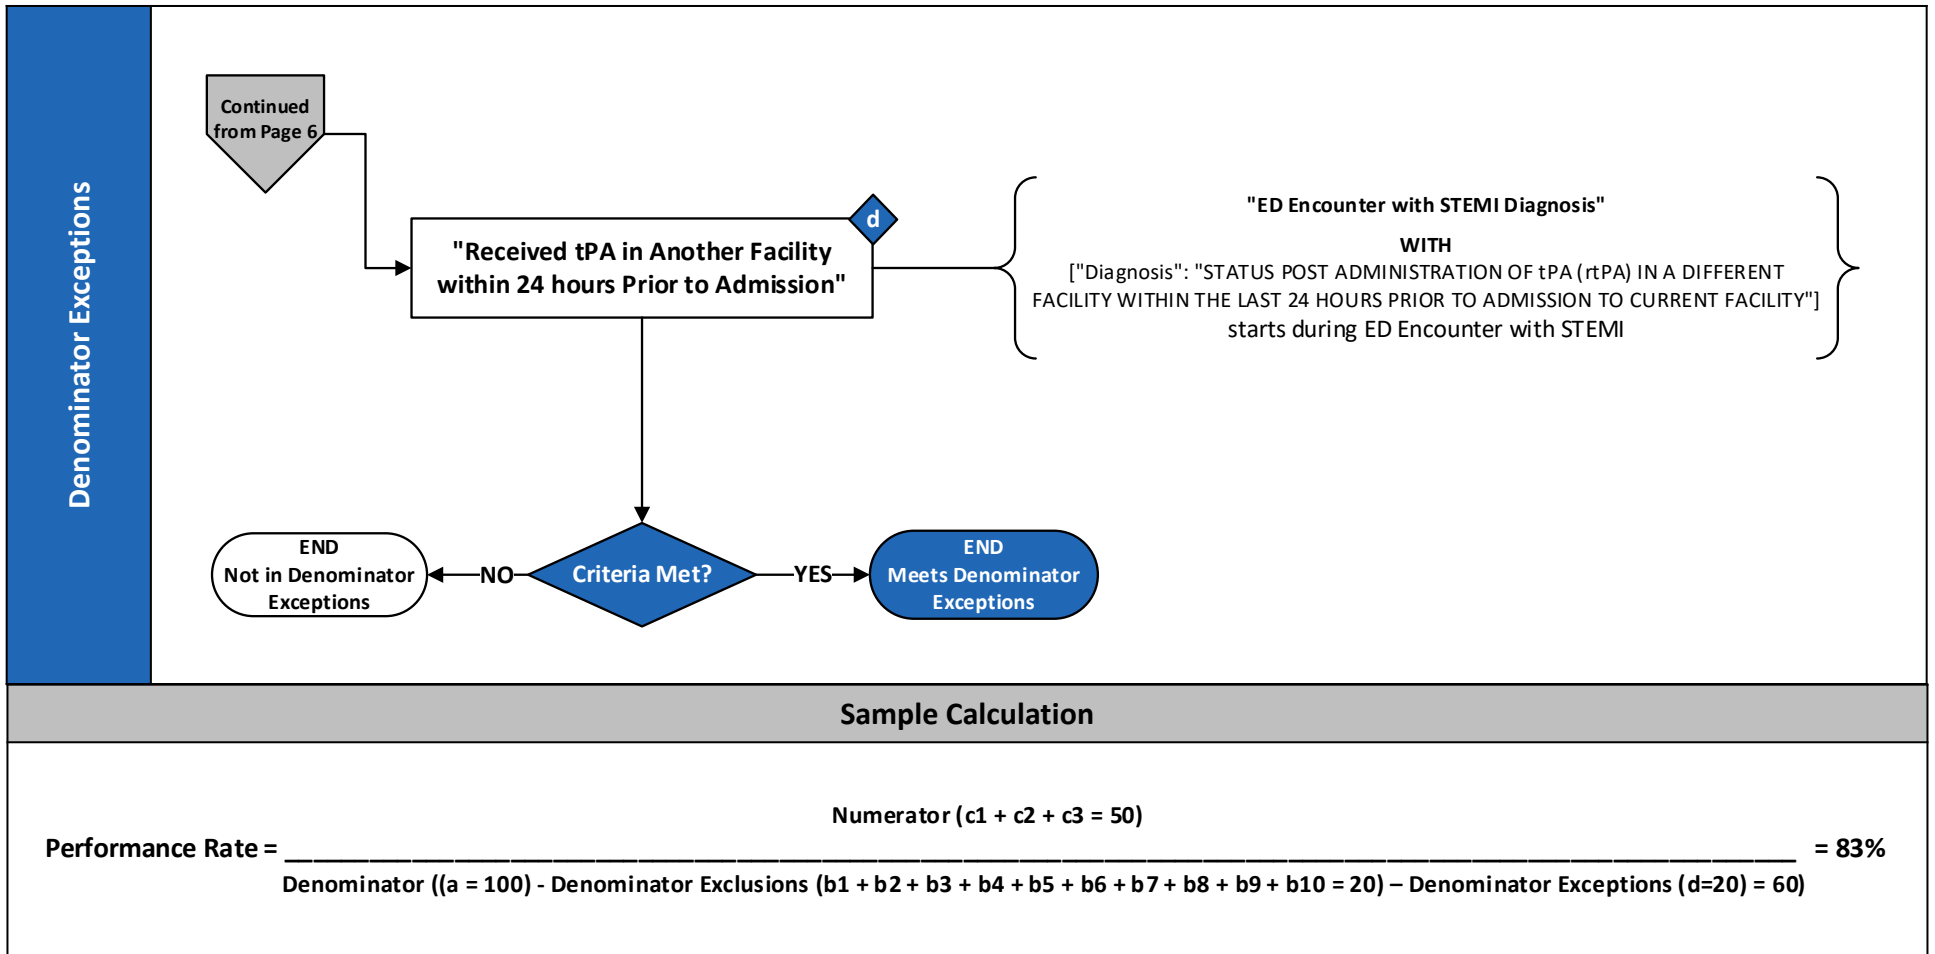 Denominator Exceptions
Continued
from Page 6
"Received tPA in Another Facility
within 24 hours Prior to Admission"
d
"ED Encounter with STEMI Diagnosis"
WITH
["Diagnosis": "STATUS POST ADMINISTRATION OF tPA (rtPA) IN A DIFFERENT
FACILITY WITHIN THE LAST 24 HOURS PRIOR TO ADMISSION TO CURRENT FACILITY"]
starts during ED Encounter with STEMI
END
Not in Denominator
Exceptions
NO
Criteria Met?
YES
END
Meets Denominator
Exceptions
Sample Calculation
Numerator (c1 + c2 + c3 = 50)
Performance Rate = = 83%
Denominator ((a = 100) - Denominator Exclusions (b1 + b2 + b3 + b4 + b5 + b6 + b7 + b8 + b9 + b10 = 20) – Denominator Exceptions (d=20) = 60)